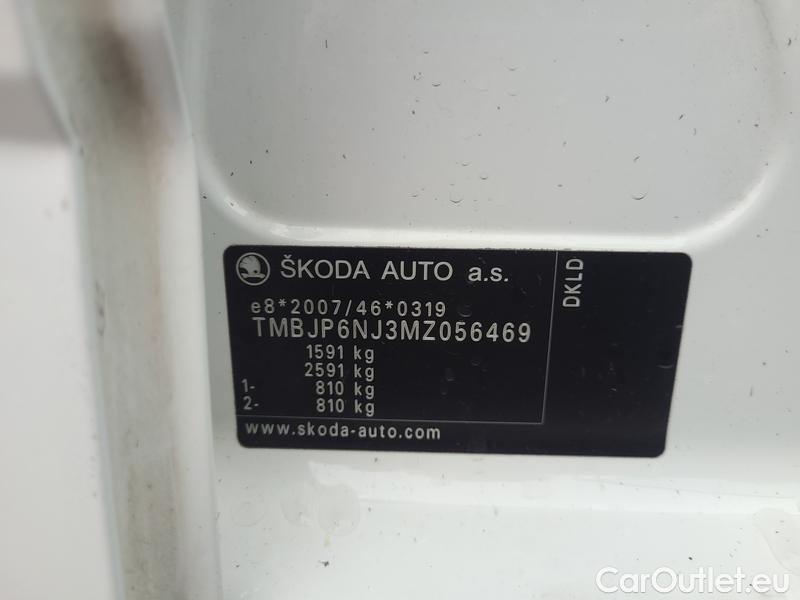 ŠKODA AUTO a.s.
DKLD
e8*2007/46*0319
TMBJP6NJ3MZ056469
1591 kg
2591 kg
1- 810 kg
2- 810 kg
www.skoda-auto.com
CarOutlet.eu